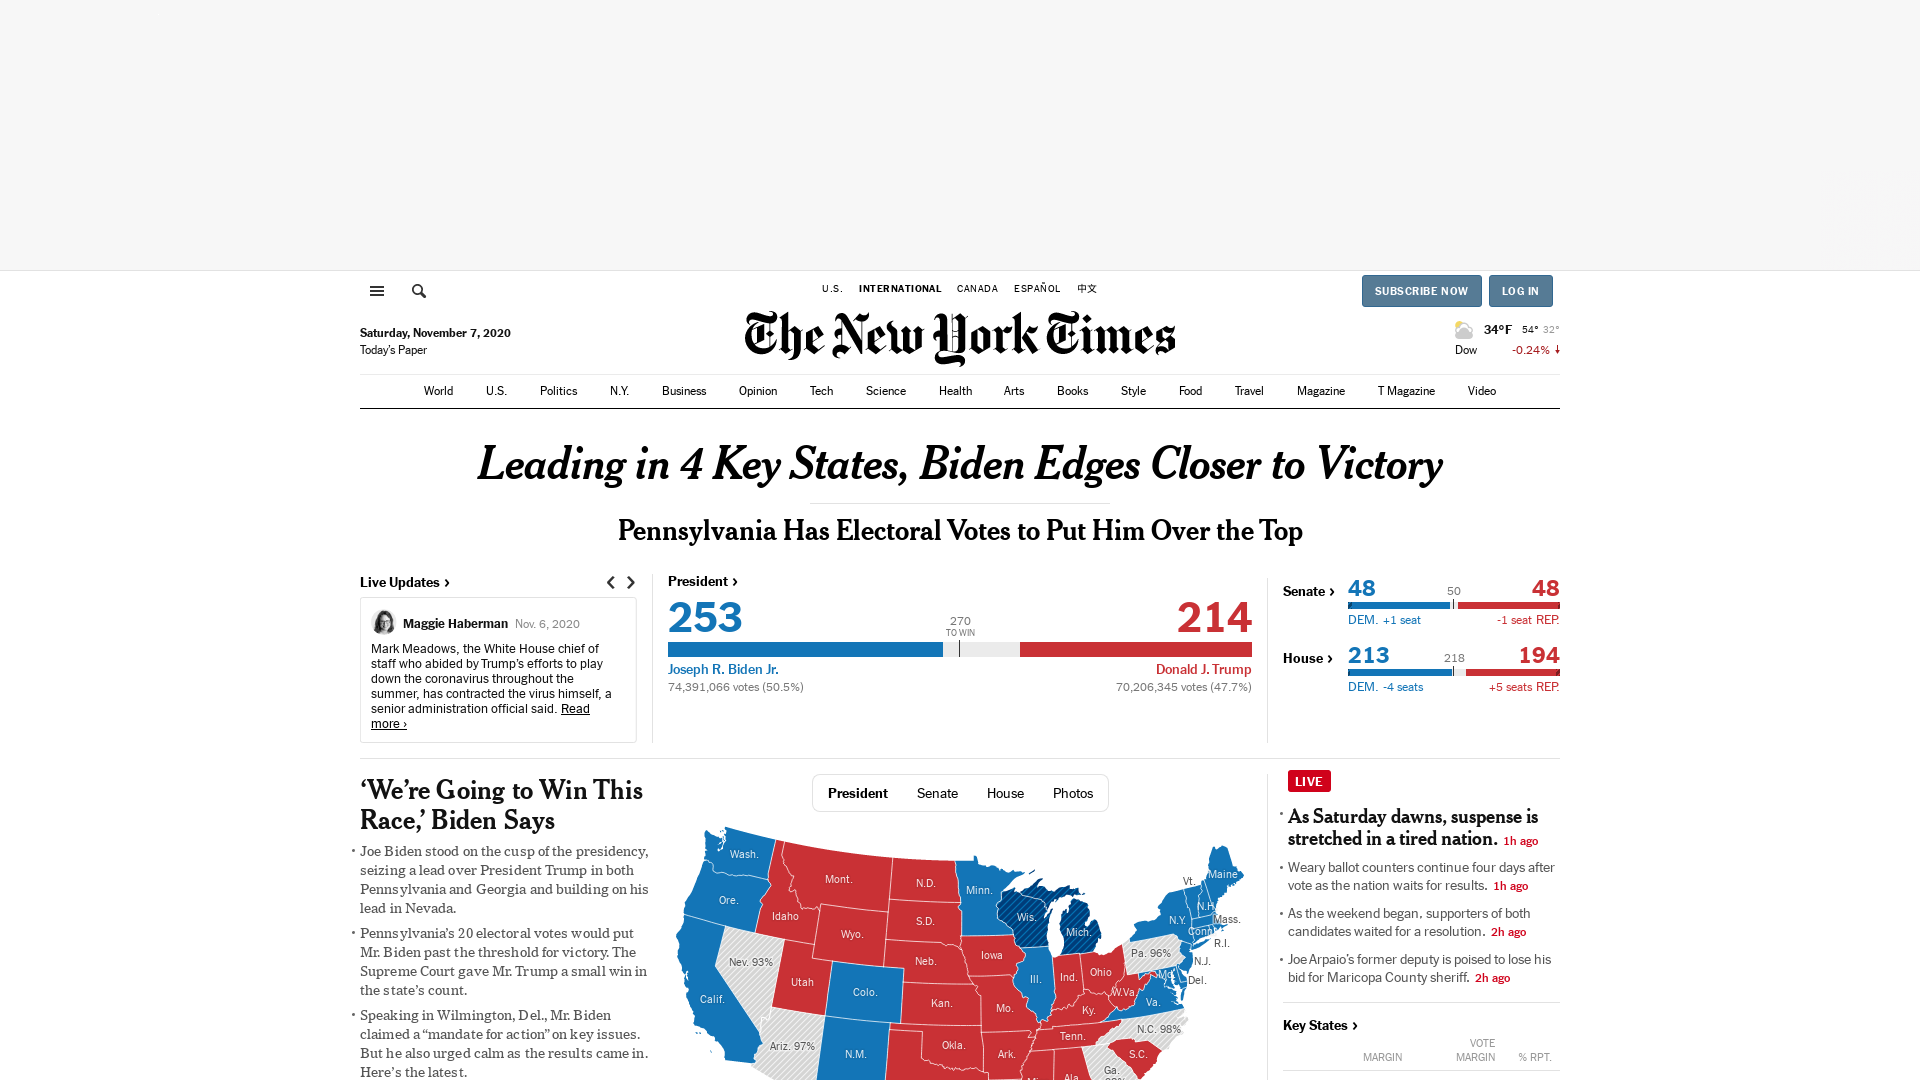 U.S. INTERNATIONAL CANADA ESPAÑOL 中文
SUBSCRIBE NOW LOG IN
Saturday, November 7, 2020
Today's Paper
The New York Times
34°F 54° 32°
Dow -0.24% ↓
World U.S. Politics N.Y. Business Opinion Tech Science Health Arts Books Style Food Travel Magazine T Magazine Video
Leading in 4 Key States, Biden Edges Closer to Victory
Pennsylvania Has Electoral Votes to Put Him Over the Top
Live Updates ›
Maggie Haberman Nov. 6, 2020
Mark Meadows, the White House chief of
staff who abided by Trump's efforts to play
down the coronavirus throughout the
summer, has contracted the virus himself, a
senior administration official said. Read
more ›
President ›
253 214
270
TO WIN
Joseph R. Biden Jr. Donald J. Trump
74,391,066 votes (50.5%) 70,206,345 votes (47.7%)
Senate › 48 50 48
DEM. +1 seat -1 seat REP.
House › 213 218 194
DEM. -4 seats +5 seats REP.
‘We’re Going to Win This
Race,’ Biden Says
• Joe Biden stood on the cusp of the presidency,
seizing a lead over President Trump in both
Pennsylvania and Georgia and building on his
lead in Nevada.
• Pennsylvania’s 20 electoral votes would put
Mr. Biden past the threshold for victory. The
Supreme Court gave Mr. Trump a small win in
the state’s count.
• Speaking in Wilmington, Del., Mr. Biden
claimed a “mandate for action” on key issues.
But he also urged calm as the results came in.
Here’s the latest.
President Senate House Photos
Wash.
Mont.
N.D.
Minn.
Vt.
Maine
Ore.
Idaho
S.D.
Wis.
N.H.
N.Y.
Mass.
Wyo.
Mich.
Conn.
R.I.
Nev. 93%
Neb.
Iowa
Pa. 96%
N.J.
Utah
Colo.
Ill.
Ind.
Ohio
Md.
Del.
Calif.
Kan.
Mo.
W.Va.
Va.
Ky.
N.C. 98%
Ariz. 97%
N.M.
Okla.
Ark.
Tenn.
S.C.
Ala.
Ga.
LIVE
• As Saturday dawns, suspense is
stretched in a tired nation. 1h ago
• Weary ballot counters continue four days after
vote as the nation waits for results. 1h ago
• As the weekend began, supporters of both
candidates waited for a resolution. 2h ago
• Joe Arpaio’s former deputy is poised to lose his
bid for Maricopa County sheriff. 2h ago
Key States ›
VOTE
MARGIN MARGIN % RPT.